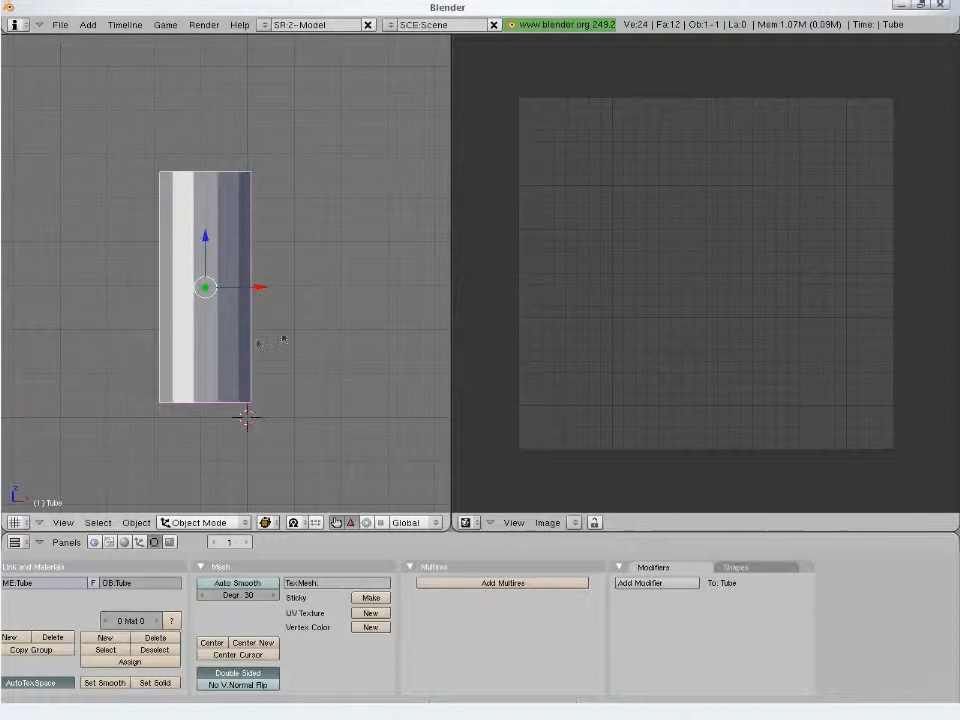 Blender
File Add Timeline Game Render Help SR:2-Model SCE:Scene www.blender.org 249.2 Ve:24 | Fa:12 | Ob:1-1 | La:0 | Mem:1.07M (0.09M) | Time: | Tube
z
(1) Tube
View Select Object Object Mode Global View Image
Panels 1
Link and Materials Mesh Multires Modifiers Shapes
ME:Tube F OB:Tube Auto Smooth TexMesh: Add Multires Add Modifier To: Tube
Degr: 30 Sticky Make
UV Texture New
0 Mat 0 ? Vertex Color New
New Delete New Delete Center Center New
Copy Group Select Deselect Center Cursor
Assign
Double Sided
AutoTexSpace Set Smooth Set Solid No V.Normal Flip